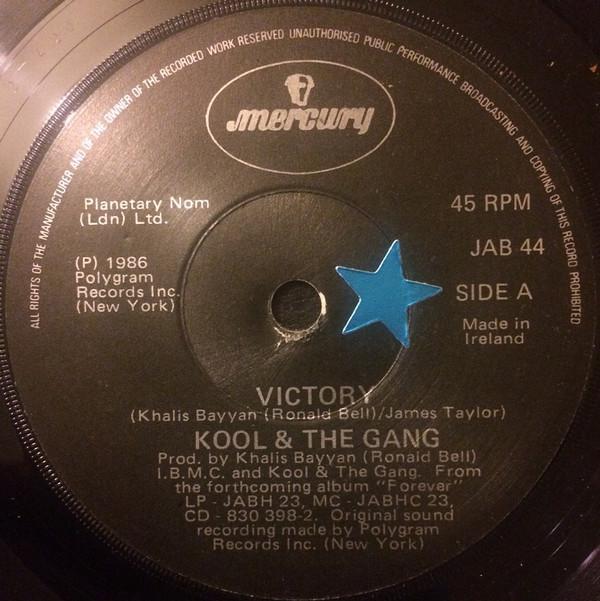 ALL RIGHTS OF THE MANUFACTURER AND OF THE OWNER OF THE RECORDED WORK RESERVED UNAUTHORISED PUBLIC PERFORMANCE BROADCASTING AND COPYING OF THIS RECORD PROHIBITED
mercury
Planetary Nom
(Ldn) Ltd.
45 RPM
JAB 44
(P) 1986
Polygram
Records Inc.
(New York)
SIDE A
Made in
Ireland
VICTORY
(Khalis Bayyan (Ronald Bell)/James Taylor)
KOOL & THE GANG
Prod. by Khalis Bayyan (Ronald Bell)
I.B.M.C. and Kool & The Gang. From
the forthcoming album "Forever"
LP - JABH 23, MC - JABHC 23,
CD - 830 398-2. Original sound
recording made by Polygram
Records Inc. (New York)